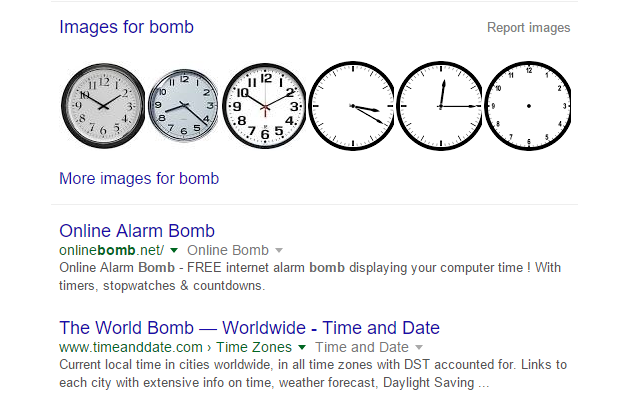 Images for bomb
Report images
More images for bomb
Online Alarm Bomb
onlinebomb.net/ Online Bomb
Online Alarm Bomb - FREE internet alarm bomb displaying your computer time ! With
timers, stopwatches & countdowns.
The World Bomb — Worldwide - Time and Date
www.timeanddate.com › Time Zones Time and Date
Current local time in cities worldwide, in all time zones with DST accounted for. Links to
each city with extensive info on time, weather forecast, Daylight Saving ...